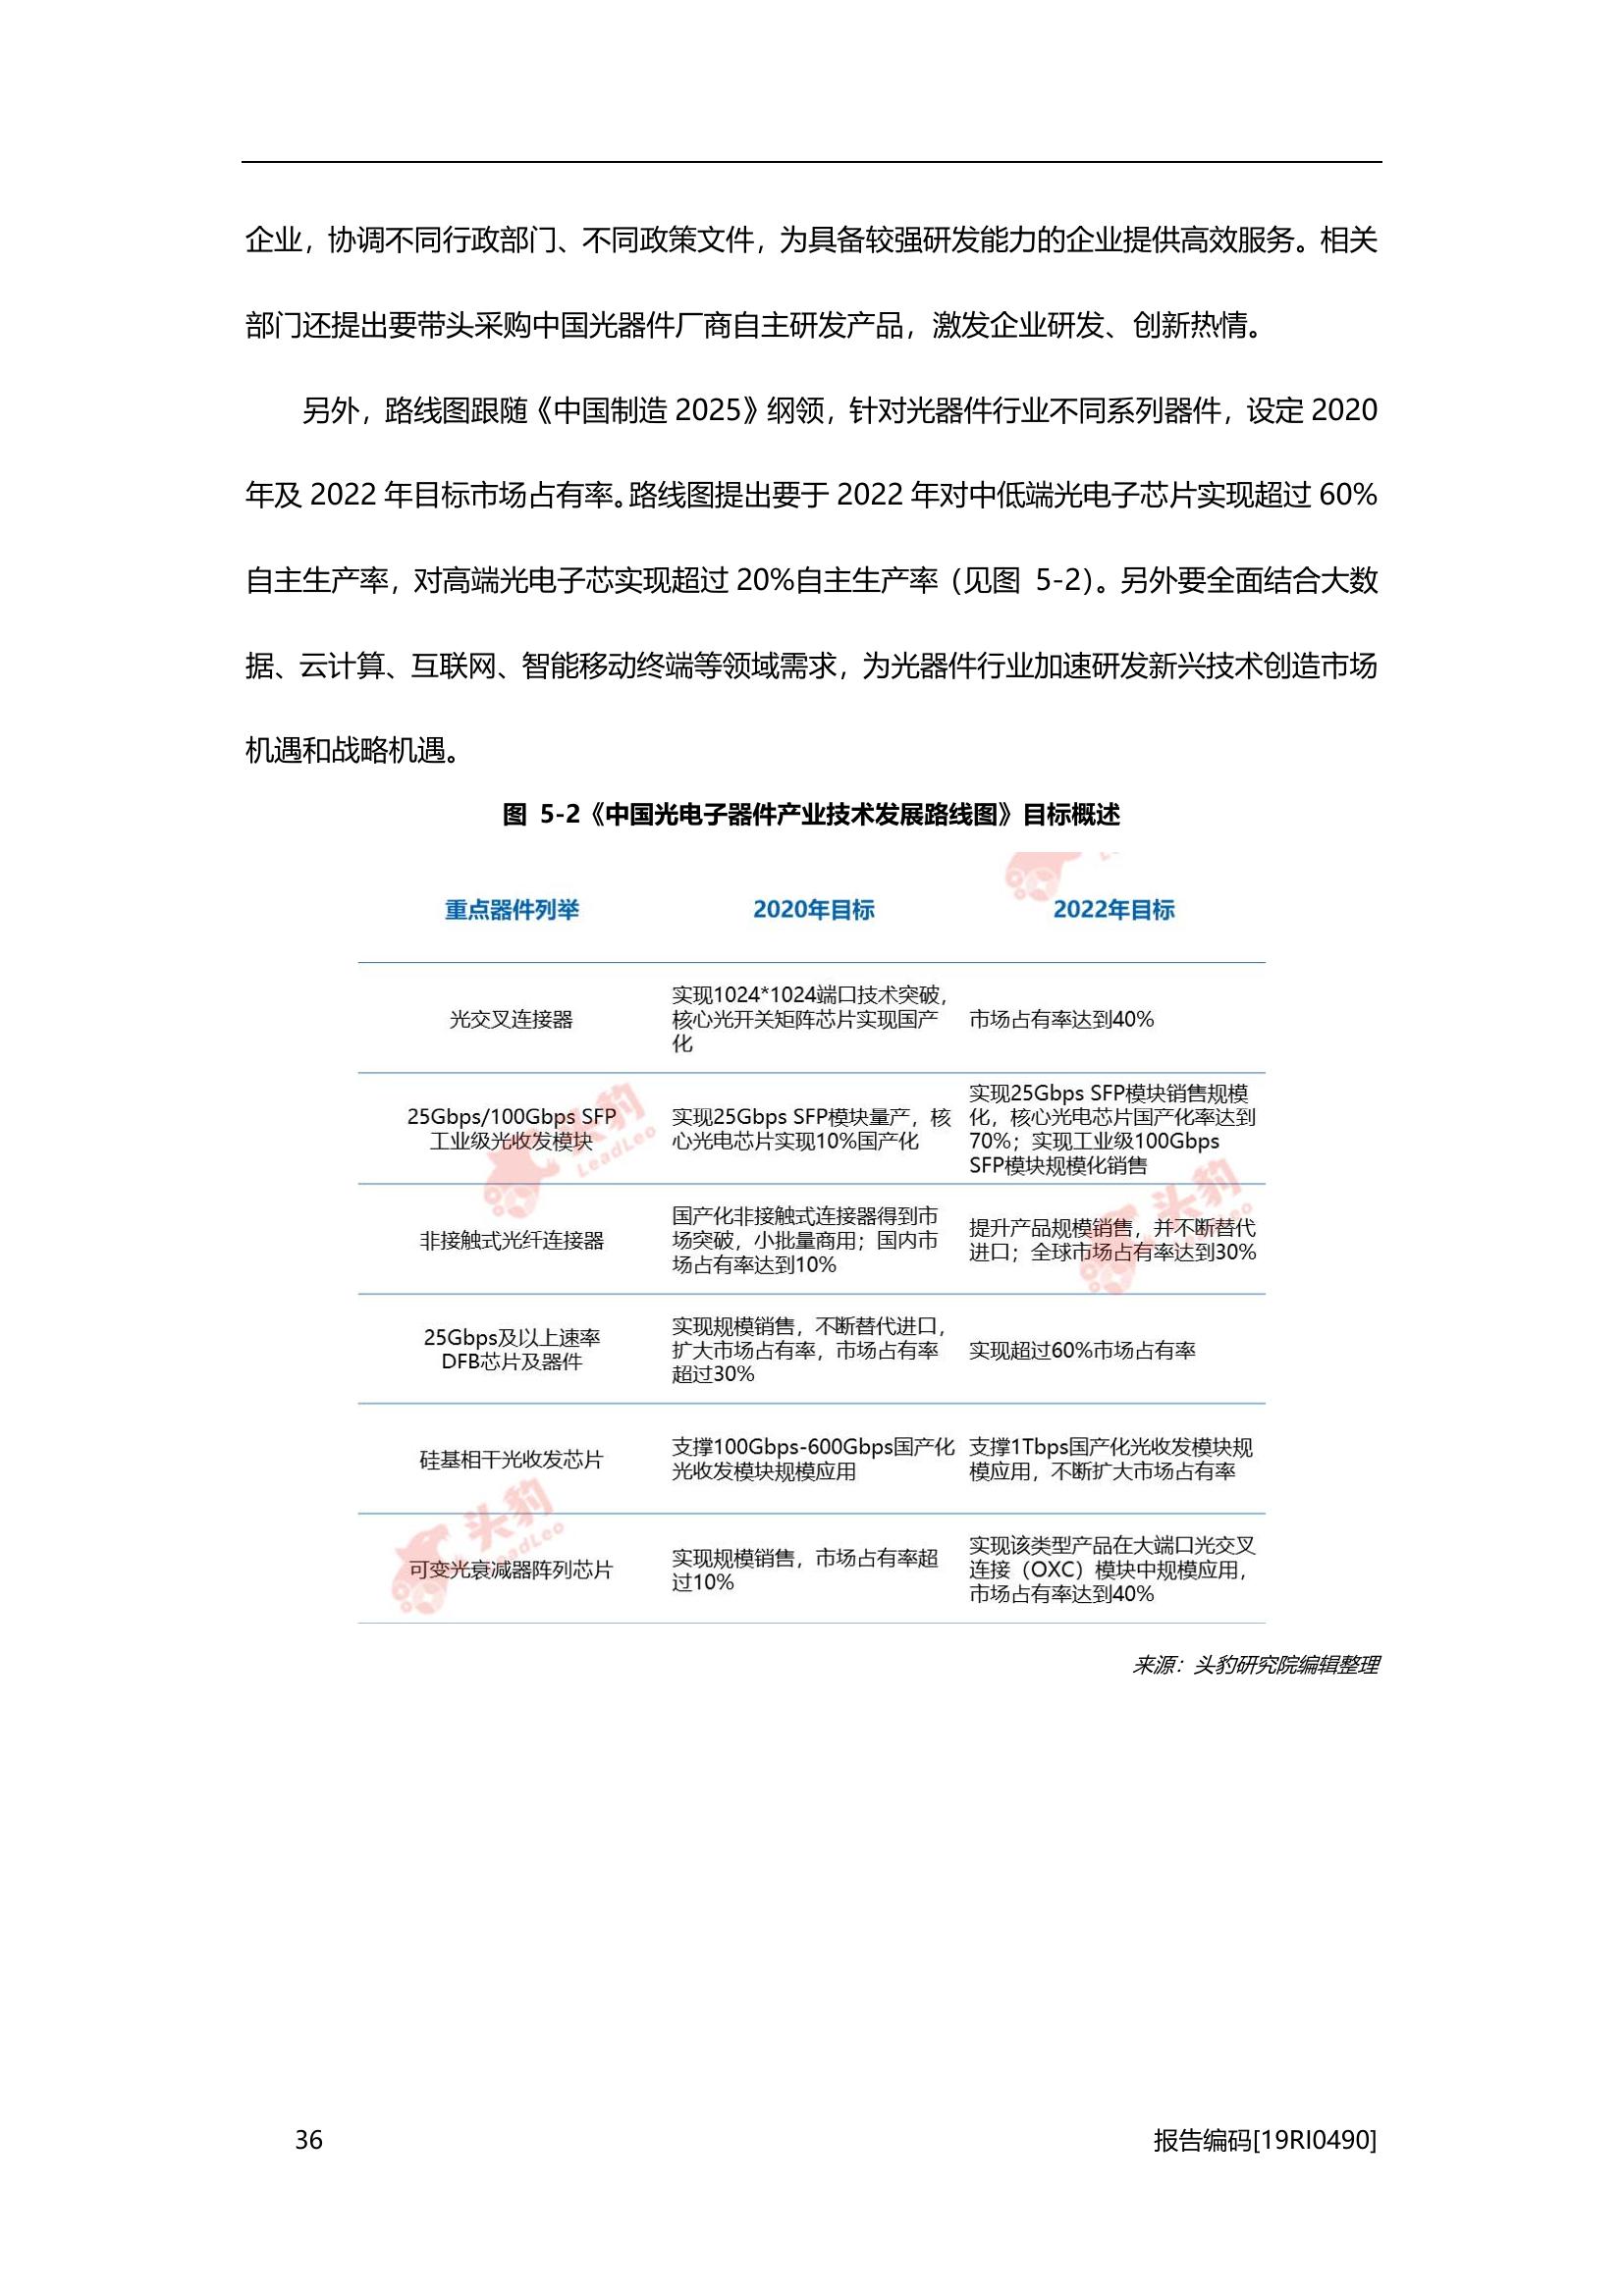 企业，协调不同行政部门、不同政策文件，为具备较强研发能力的企业提供高效服务。相关
部门还提出要带头采购中国光器件厂商自主研发产品，激发企业研发、创新热情。
另外，路线图跟随《中国制造 2025》纲领，针对光器件行业不同系列器件，设定 2020
年及 2022 年目标市场占有率。路线图提出要于 2022 年对中低端光电子芯片实现超过 60%
自主生产率，对高端光电子芯实现超过 20%自主生产率（见图 5-2）。另外要全面结合大数
据、云计算、互联网、智能移动终端等领域需求，为光器件行业加速研发新兴技术创造市场
机遇和战略机遇。
图 5-2《中国光电子器件产业技术发展路线图》目标概述
重点器件列举 2020年目标 2022年目标
光交叉连接器
实现1024*1024端口技术突破，
核心光开关矩阵芯片实现国产
化
市场占有率达到40%
25Gbps/100Gbps SFP
工业级光收发模块
实现25Gbps SFP模块量产，核
心光电芯片实现10%国产化
实现25Gbps SFP模块销售规模
化，核心光电芯片国产化率达到
70%；实现工业级100Gbps
SFP模块规模化销售
非接触式光纤连接器
国产化非接触式连接器得到市
场突破，小批量商用；国内市
场占有率达到10%
提升产品规模销售，并不断替代
进口；全球市场占有率达到30%
25Gbps及以上速率
DFB芯片及器件
实现规模销售，不断替代进口，
扩大市场占有率，市场占有率
超过30%
实现超过60%市场占有率
硅基相干光收发芯片
支撑100Gbps-600Gbps国产化
光收发模块规模应用
支撑1Tbps国产化光收发模块规
模应用，不断扩大市场占有率
可变光衰减器阵列芯片
实现规模销售，市场占有率超
过10%
实现该类型产品在大端口光交叉
连接（OXC）模块中规模应用，
市场占有率达到40%
头豹
LeadLeo
头豹
LeadLeo
头豹
LeadLeo
来源：头豹研究院编辑整理
36
报告编码[19RI0490]